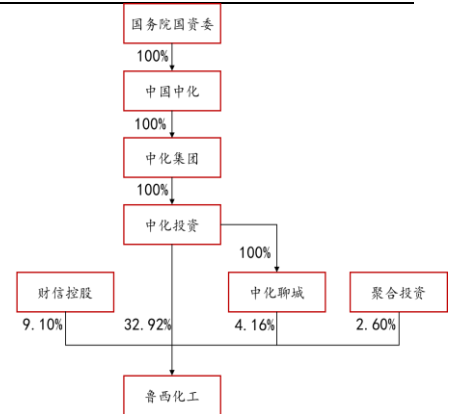 国务院国资委
100%
中国中化
100%
中化集团
100%
中化投资
100%
财信控股
中化聊城
聚合投资
9.10%
32.92%
4.16%
2.60%
鲁西化工